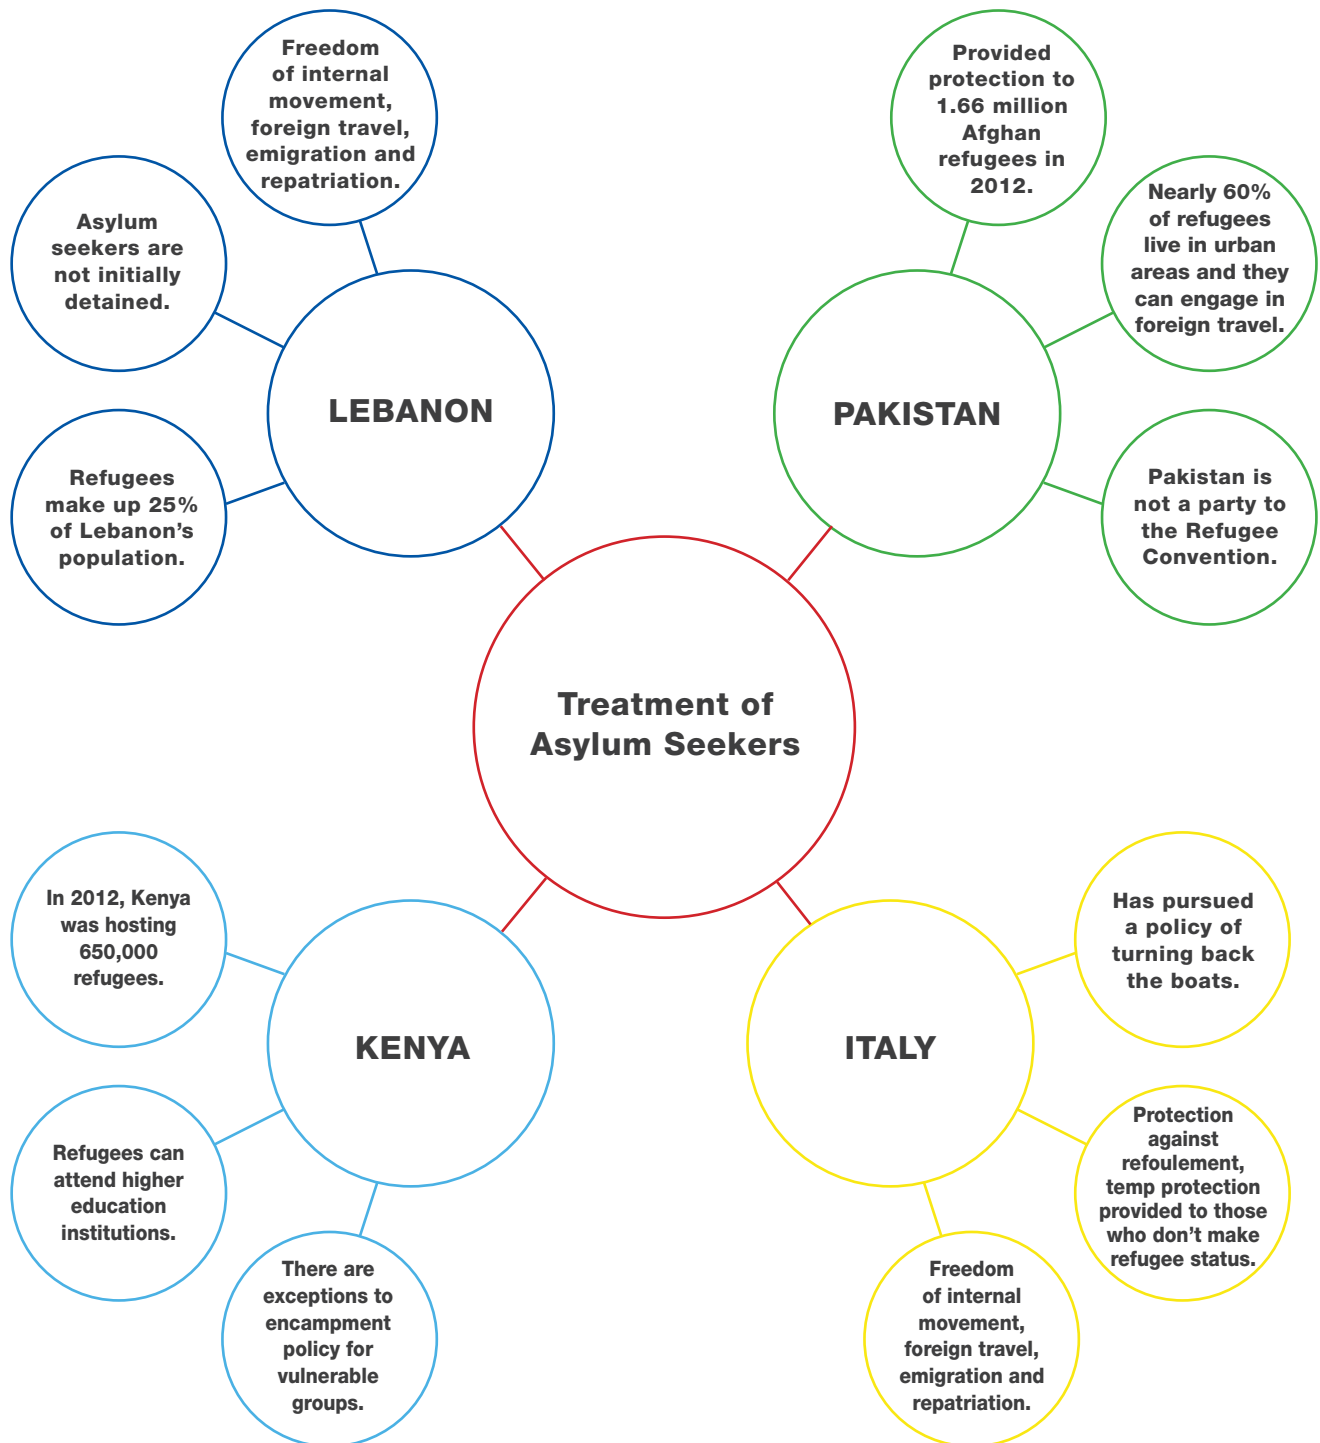 Freedom
of internal
movement,
foreign travel,
emigration and
repatriation.
Asylum
seekers are
not initially
detained.
Refugees
make up 25%
of Lebanon’s
population.
LEBANON
Provided
protection to
1.66 million
Afghan
refugees in
2012.
Nearly 60%
of refugees
live in urban
areas and they
can engage in
foreign travel.
Pakistan is
not a party to
the Refugee
Convention.
PAKISTAN
Treatment of
Asylum Seekers
In 2012, Kenya
was hosting
650,000
refugees.
Refugees can
attend higher
education
institutions.
There are
exceptions to
encampment
policy for
vulnerable
groups.
KENYA
ITALY
Has pursued
a policy of
turning back
the boats.
Protection
against
refoulement,
temp protection
provided to those
who don’t make
refugee status.
Freedom
of internal
movement,
foreign travel,
emigration and
repatriation.